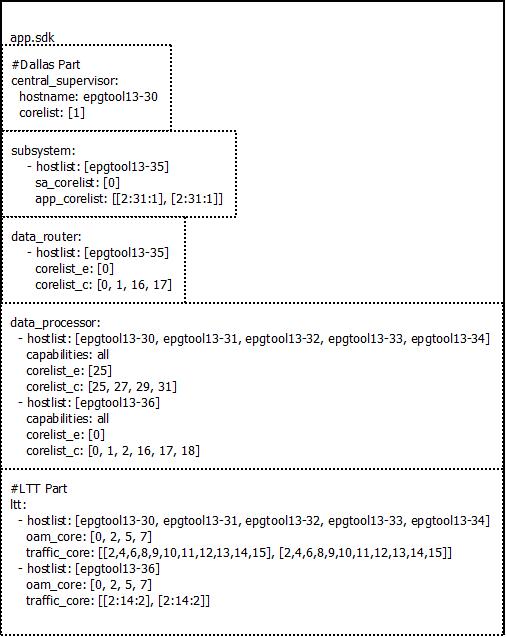 app.sdk
#Dallas Part
central_supervisor:
hostname: epgtool13-30
corelist: [1]
subsystem:
- hostlist: [epgtool13-35]
sa_corelist: [0]
app_corelist: [[2:31:1], [2:31:1]]
data_router:
- hostlist: [epgtool13-35]
corelist_e: [0]
corelist_c: [0, 1, 16, 17]
data_processor:
- hostlist: [epgtool13-30, epgtool13-31, epgtool13-32, epgtool13-33, epgtool13-34]
capabilities: all
corelist_e: [25]
corelist_c: [25, 27, 29, 31]
- hostlist: [epgtool13-36]
capabilities: all
corelist_e: [0]
corelist_c: [0, 1, 2, 16, 17, 18]
#LTT Part
ltt:
- hostlist: [epgtool13-30, epgtool13-31, epgtool13-32, epgtool13-33, epgtool13-34]
oam_core: [0, 2, 5, 7]
traffic_core: [[2,4,6,8,9,10,11,12,13,14,15], [2,4,6,8,9,10,11,12,13,14,15]]
- hostlist: [epgtool13-36]
oam_core: [0, 2, 5, 7]
traffic_core: [[2:14:2], [2:14:2]]